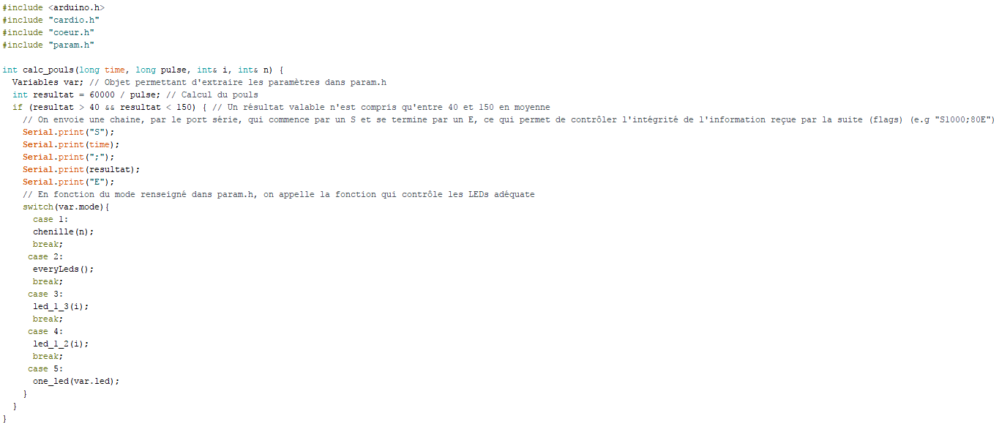 #include <arduino.h>
#include "cardio.h"
#include "coeur.h"
#include "param.h"

int calc_pouls(long time, long pulse, int& i, int& n) {
  Variables var; // Objet permettant d'extraire les paramètres dans param.h
  int resultat = 60000 / pulse; // Calcul du pouls
  if (resultat > 40 && resultat < 150) { // Un résultat valable n'est compris qu'entre 40 et 150 en moyenne
    // On envoie une chaine, par le port série, qui commence par un S et se termine par un E, ce qui permet de contrôler l'intégrité de l'information reçue par la suite (flags) (e.g "S1000;80E")
    Serial.print("S");
    Serial.print(time);
    Serial.print(";");
    Serial.print(resultat);
    Serial.print("E");
    // En fonction du mode renseigné dans param.h, on appelle la fonction qui contrôle les LEDs adéquate
    switch(var.mode){
      case 1:
      chenille(n);
      break;
     case 2:
      everyLeds();
      break;
     case 3:
      led_1_3(i);
      break;
     case 4:
      led_1_2(i);
      break;
     case 5:
      one_led(var.led);
    }
  }
}